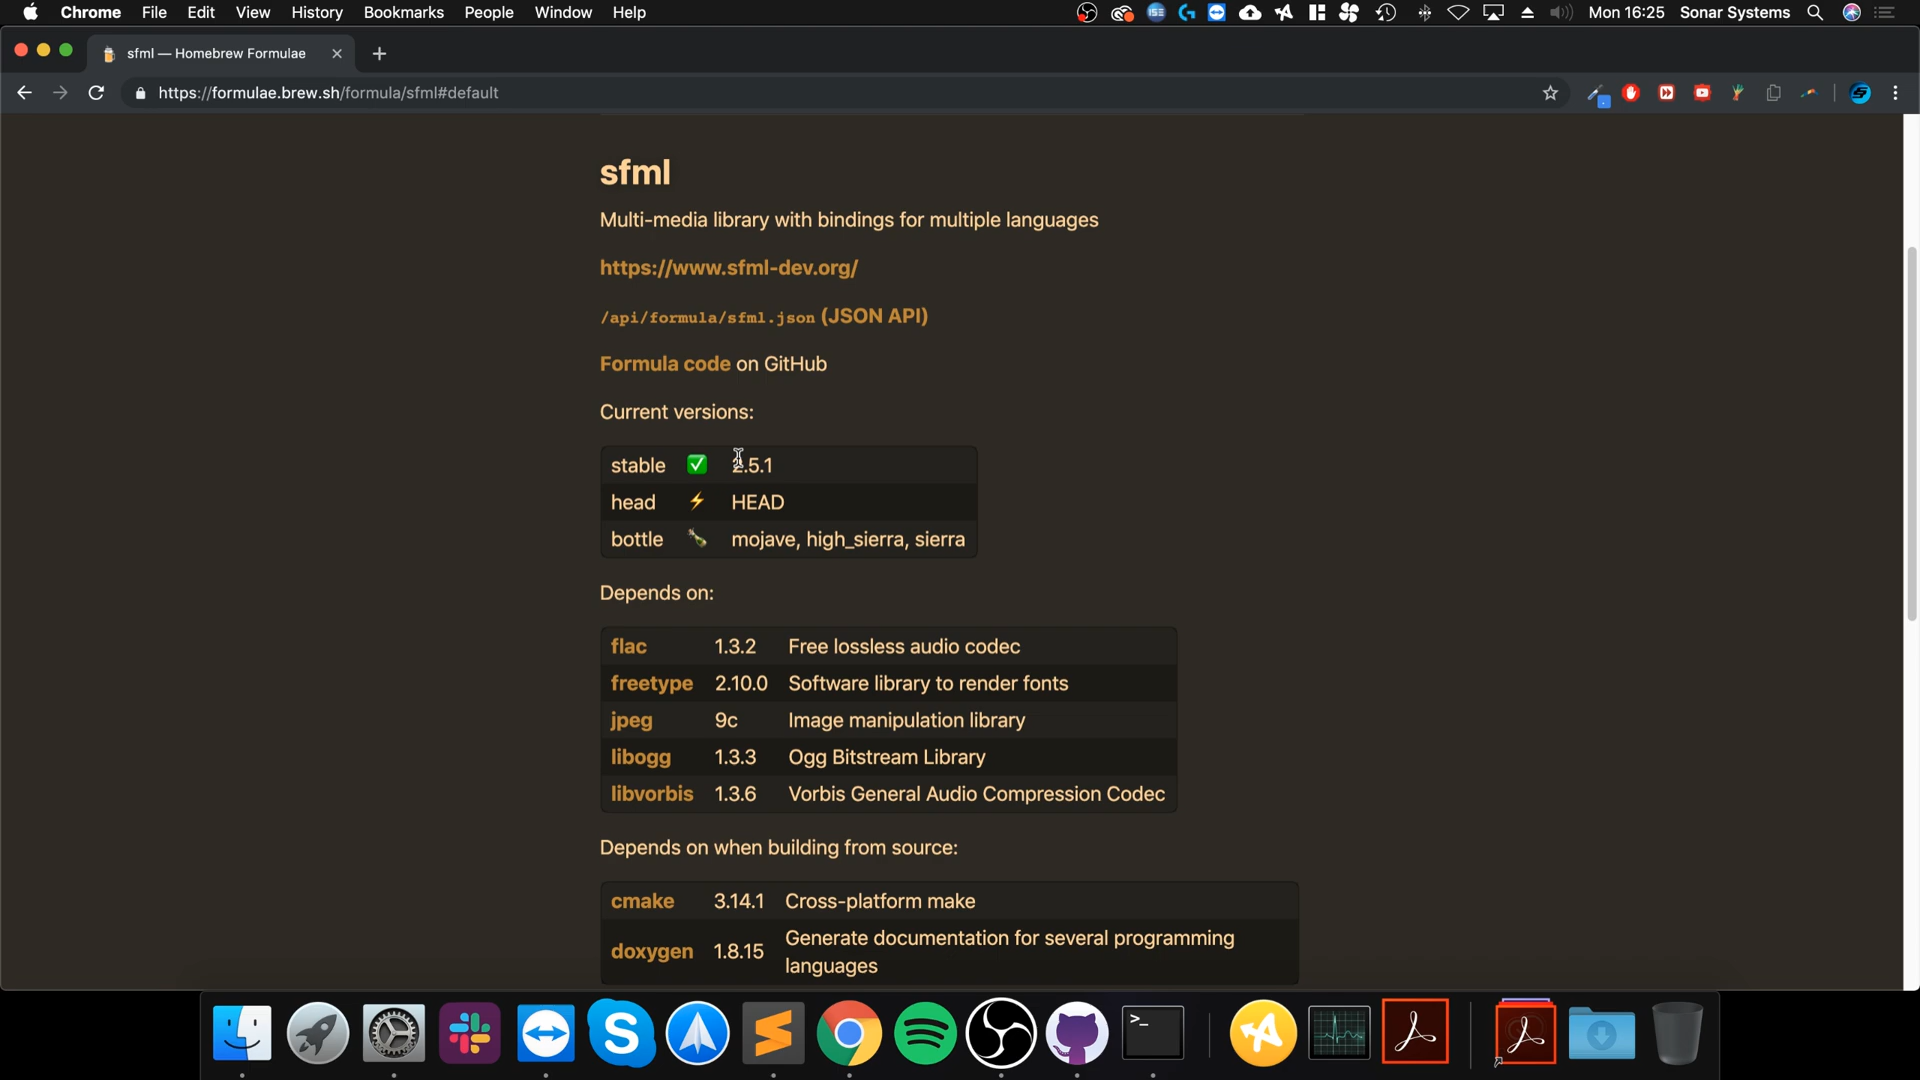 Chrome File Edit View History Bookmarks People Window Help
Mon 16:25 Sonar Systems
sfml — Homebrew Formulae
https://formulae.brew.sh/formula/sfml#default
sfml
Multi-media library with bindings for multiple languages
https://www.sfml-dev.org/
/api/formula/sfml.json (JSON API)
Formula code on GitHub
Current versions:
stable ✅ 2.5.1
head ⚡ HEAD
bottle 🍾 mojave, high_sierra, sierra
Depends on:
flac 1.3.2 Free lossless audio codec
freetype 2.10.0 Software library to render fonts
jpeg 9c Image manipulation library
libogg 1.3.3 Ogg Bitstream Library
libvorbis 1.3.6 Vorbis General Audio Compression Codec
Depends on when building from source:
cmake 3.14.1 Cross-platform make
doxygen 1.8.15 Generate documentation for several programming
languages